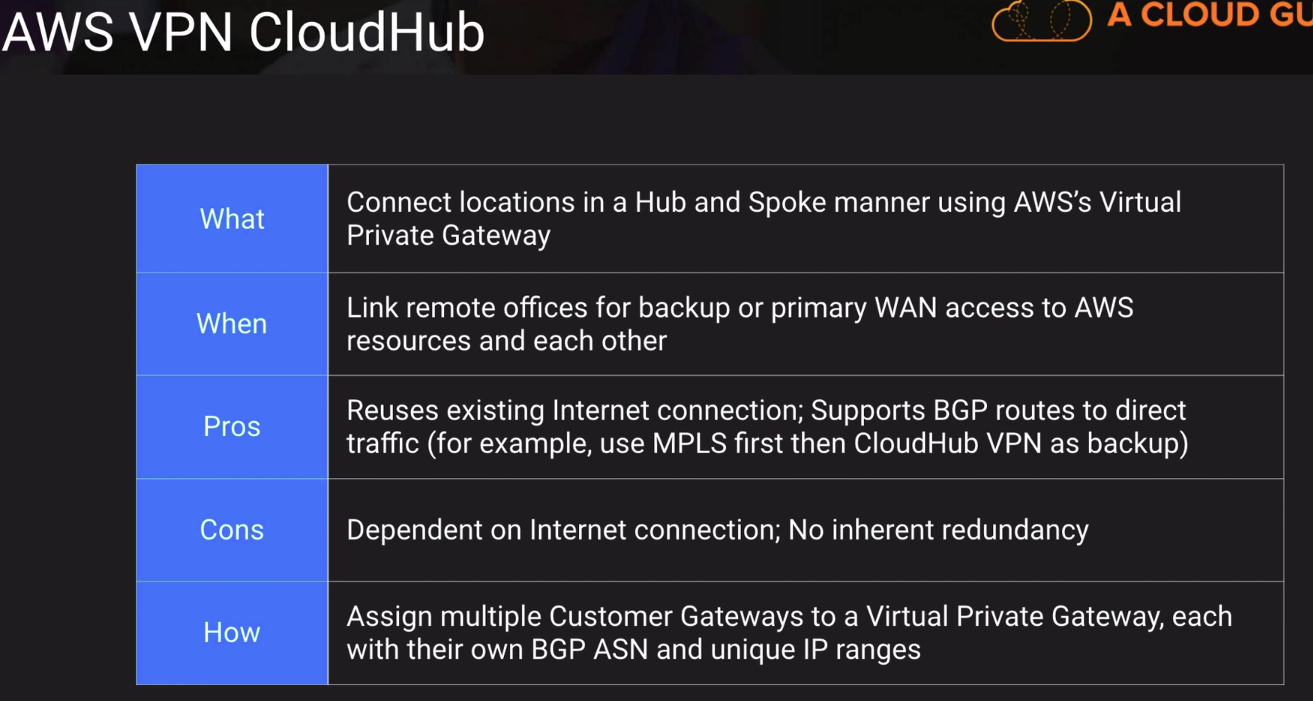 AWS VPN CloudHub
A CLOUD GU
What
Connect locations in a Hub and Spoke manner using AWS's Virtual
Private Gateway
When
Link remote offices for backup or primary WAN access to AWS
resources and each other
Pros
Reuses existing Internet connection; Supports BGP routes to direct
traffic (for example, use MPLS first then CloudHub VPN as backup)
Cons
Dependent on Internet connection; No inherent redundancy
How
Assign multiple Customer Gateways to a Virtual Private Gateway, each
with their own BGP ASN and unique IP ranges